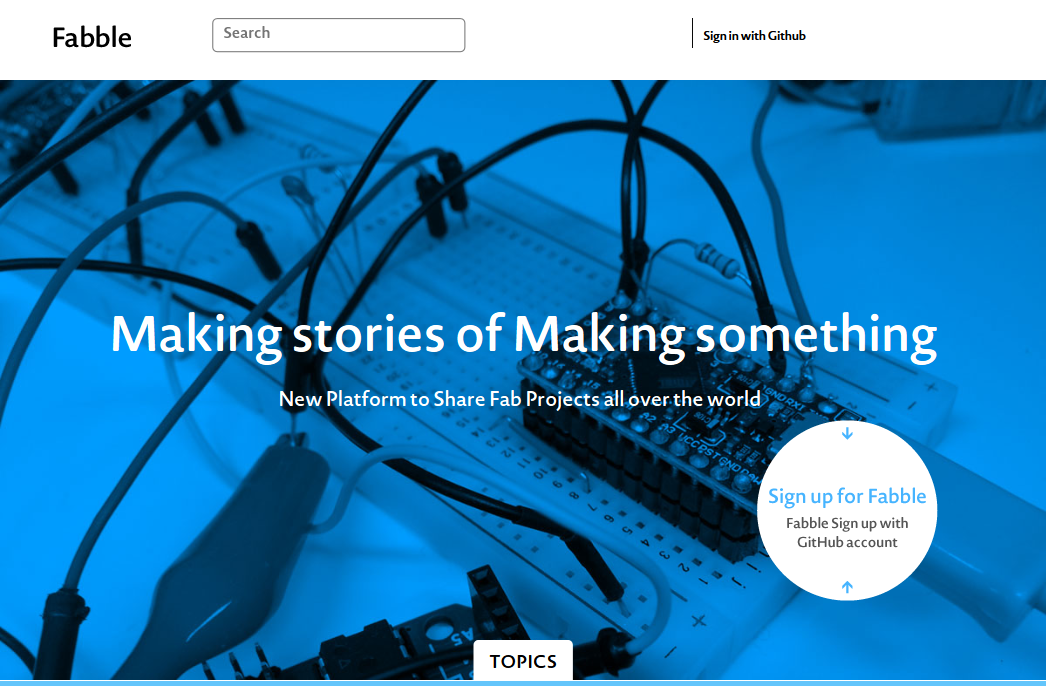 Fabble
Search
Sign in with Github
Making stories of Making something
New Platform to Share Fab Projects all over the world
Sign up for Fabble
Fabble Sign up with
GitHub account
TOPICS